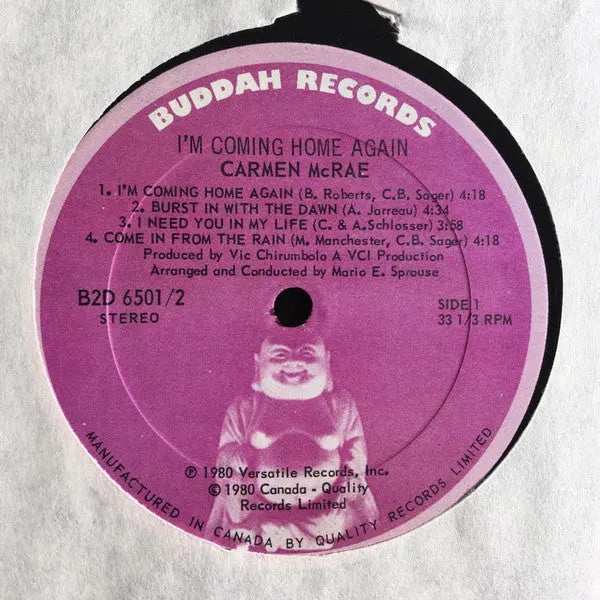 BUDDAH RECORDS
I'M COMING HOME AGAIN
CARMEN McRAE
1. I'M COMING HOME AGAIN (B. Roberts, C.B. Sager) 4:18
2. BURST IN WITH THE DAWN (A. Jarreau) 4:34
3. I NEED YOU IN MY LIFE (C. & A.Schlosser) 3:58
4. COME IN FROM THE RAIN (M. Manchester, C.B. Sager) 4:18
Produced by Vic Chirumbolo A VCI Production
Arranged and Conducted by Mario E. Sprouse
B2D 6501/2
STEREO
SIDE 1
33 1/3 RPM
℗ 1980 Versatile Records, Inc.
© 1980 Canada - Quality
Records Limited
MANUFACTURED IN CANADA BY QUALITY RECORDS LIMITED